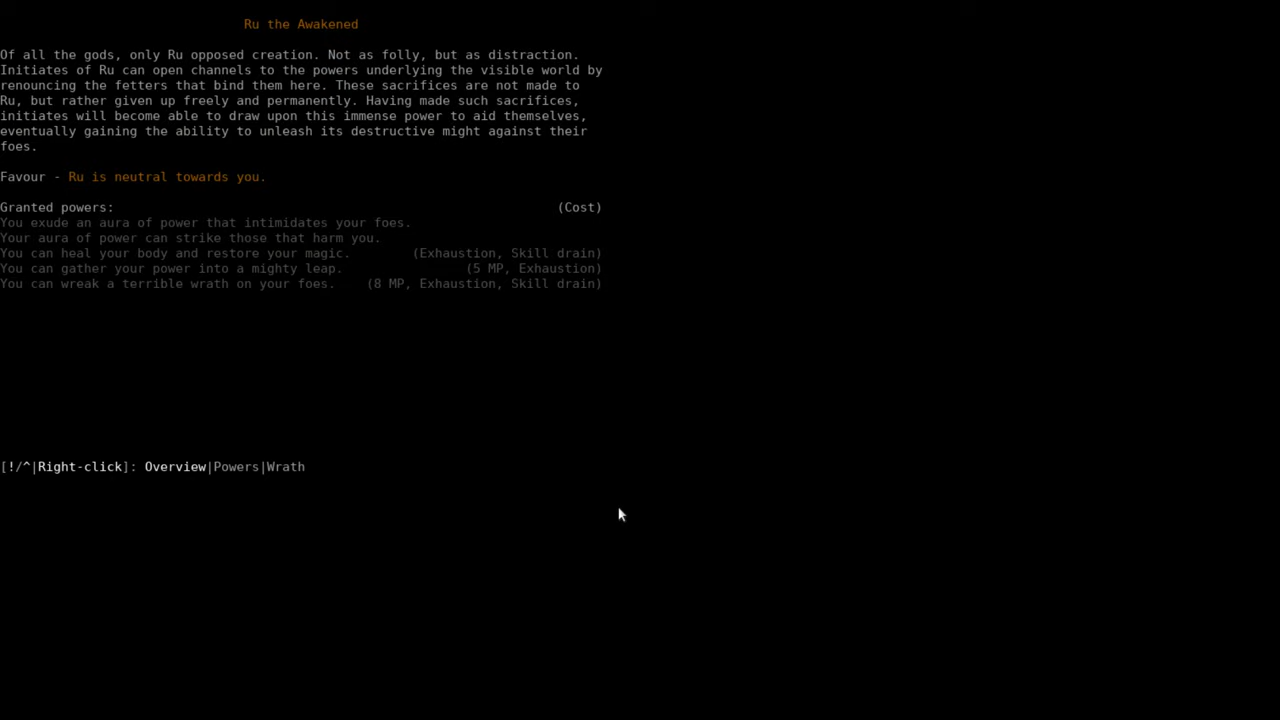 Ru the Awakened
Of all the gods, only Ru opposed creation. Not as folly, but as distraction.
Initiates of Ru can open channels to the powers underlying the visible world by
renouncing the fetters that bind them here. These sacrifices are not made to
Ru, but rather given up freely and permanently. Having made such sacrifices,
initiates will become able to draw upon this immense power to aid themselves,
eventually gaining the ability to unleash its destructive might against their
foes.
Favour - Ru is neutral towards you.
Granted powers: (Cost)
You exude an aura of power that intimidates your foes.
Your aura of power can strike those that harm you.
You can heal your body and restore your magic. (Exhaustion, Skill drain)
You can gather your power into a mighty leap. (5 MP, Exhaustion)
You can wreak a terrible wrath on your foes. (8 MP, Exhaustion, Skill drain)
[!/^|Right-click]: Overview|Powers|Wrath